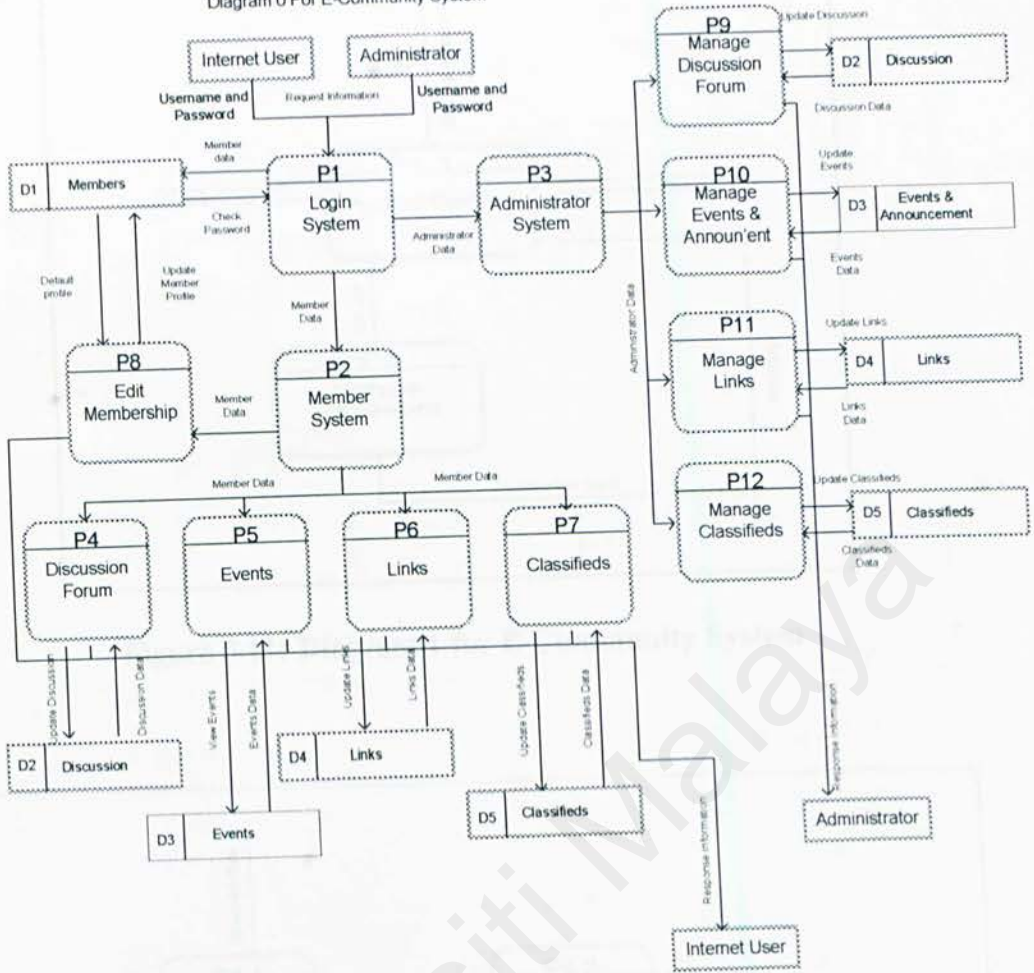 Diagram 0 For E-Community System
Internet User
Administrator
Username and
Password
Request Information
Username and
Password
D1
Members
Member
data
Check
Password
P1
Login
System
Administrator
Data
P3
Administrator
System
Default
profile
Update
Member
Profile
Member
Data
P8
Edit
Membership
Member
Data
P2
Member
System
Member Data
Member Data
P4
Discussion
Forum
P5
Events
P6
Links
P7
Classifieds
Update Discussion
Discussion Data
View Events
Events Data
Update Links
Links Data
Update Classifieds
Classifieds Data
D2
Discussion
D3
Events
D4
Links
D5
Classifieds
Response Information
Internet User
Administrator Data
P9
Manage
Discussion
Forum
Update Discussion
D2
Discussion
Discussion Data
P10
Manage
Events &
Announ'ent
Update
Events
D3
Events &
Announcement
Events
Data
P11
Manage
Links
Update Links
D4
Links
Links
Data
P12
Manage
Classifieds
Update Classifieds
D5
Classifieds
Classifieds
Data
Response Information
Administrator
siti Malaya